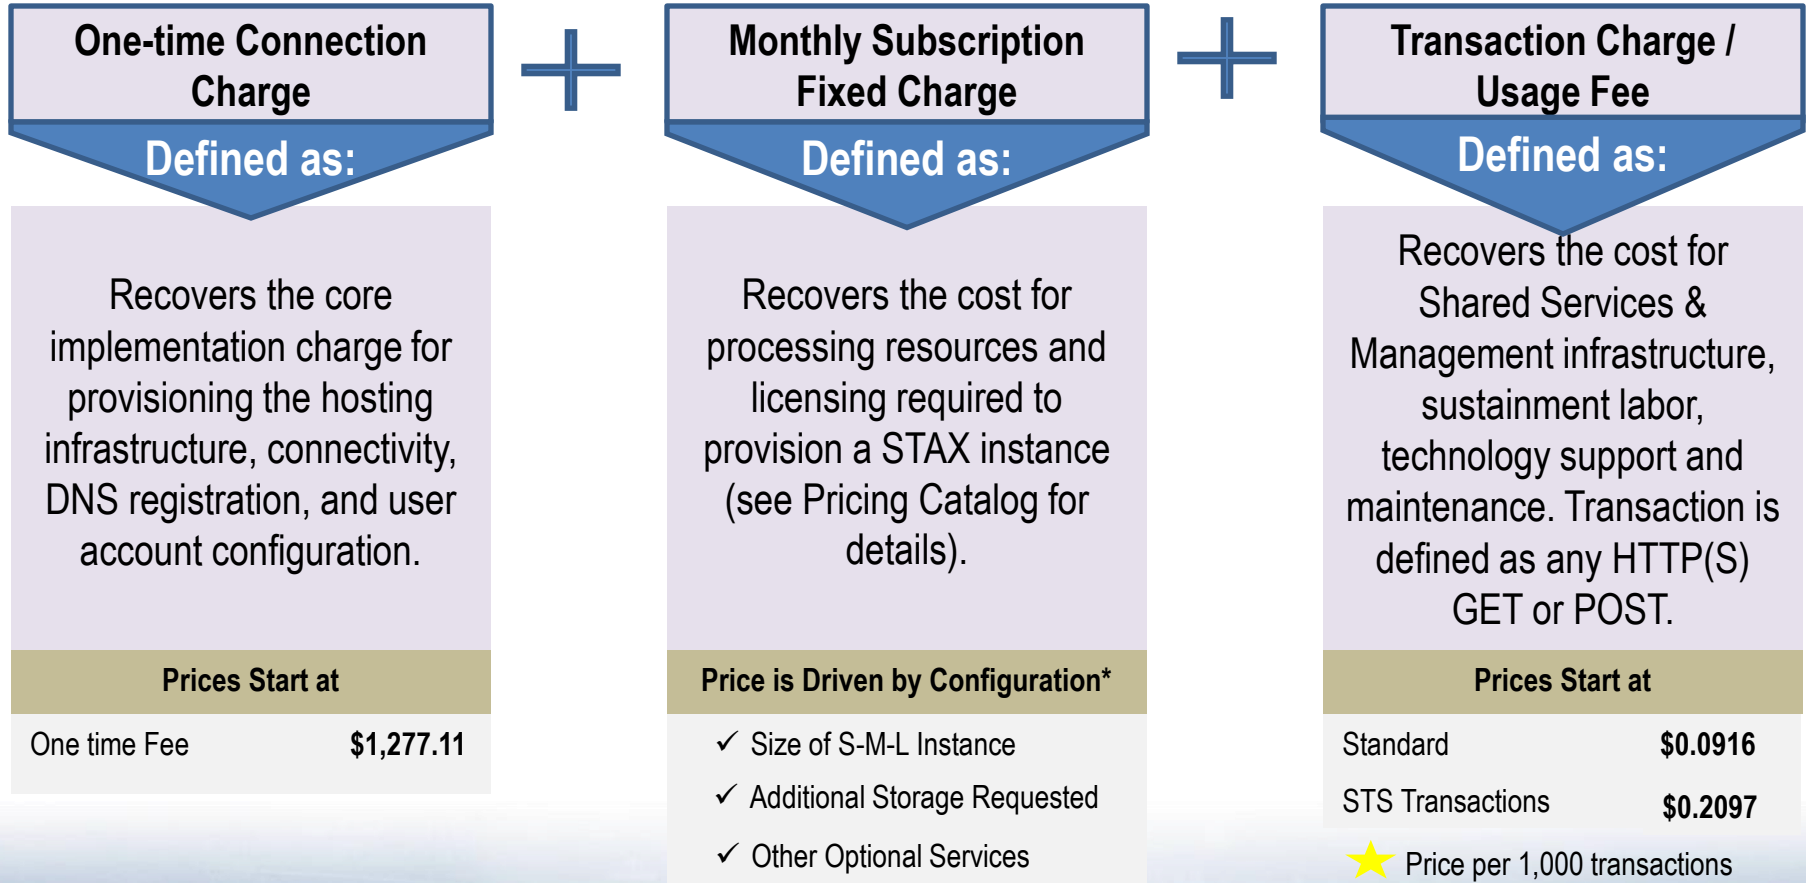 One-time Connection
Charge
Defined as:
Recovers the core
implementation charge for
provisioning the hosting
infrastructure, connectivity,
DNS registration, and user
account configuration.
Prices Start at
One time Fee $1,277.11
Monthly Subscription
Fixed Charge
Defined as:
Recovers the cost for
processing resources and
licensing required to
provision a STAX instance
(see Pricing Catalog for
details).
Price is Driven by Configuration*
✓ Size of S-M-L Instance
✓ Additional Storage Requested
✓ Other Optional Services
Transaction Charge /
Usage Fee
Defined as:
Recovers the cost for
Shared Services &
Management infrastructure,
sustainment labor,
technology support and
maintenance. Transaction is
defined as any HTTP(S)
GET or POST.
Prices Start at
Standard $0.0916
STS Transactions $0.2097
Price per 1,000 transactions